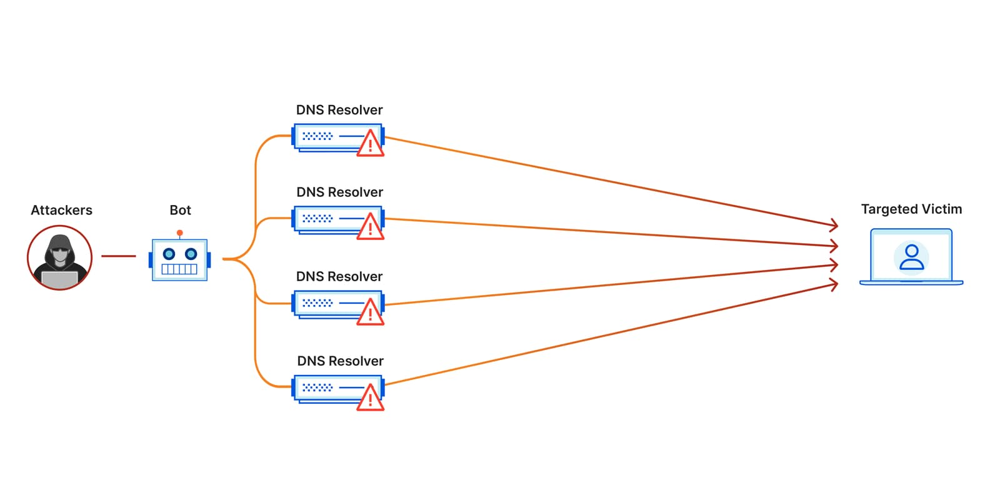 Attackers
Bot
DNS Resolver
DNS Resolver
DNS Resolver
DNS Resolver
Targeted Victim